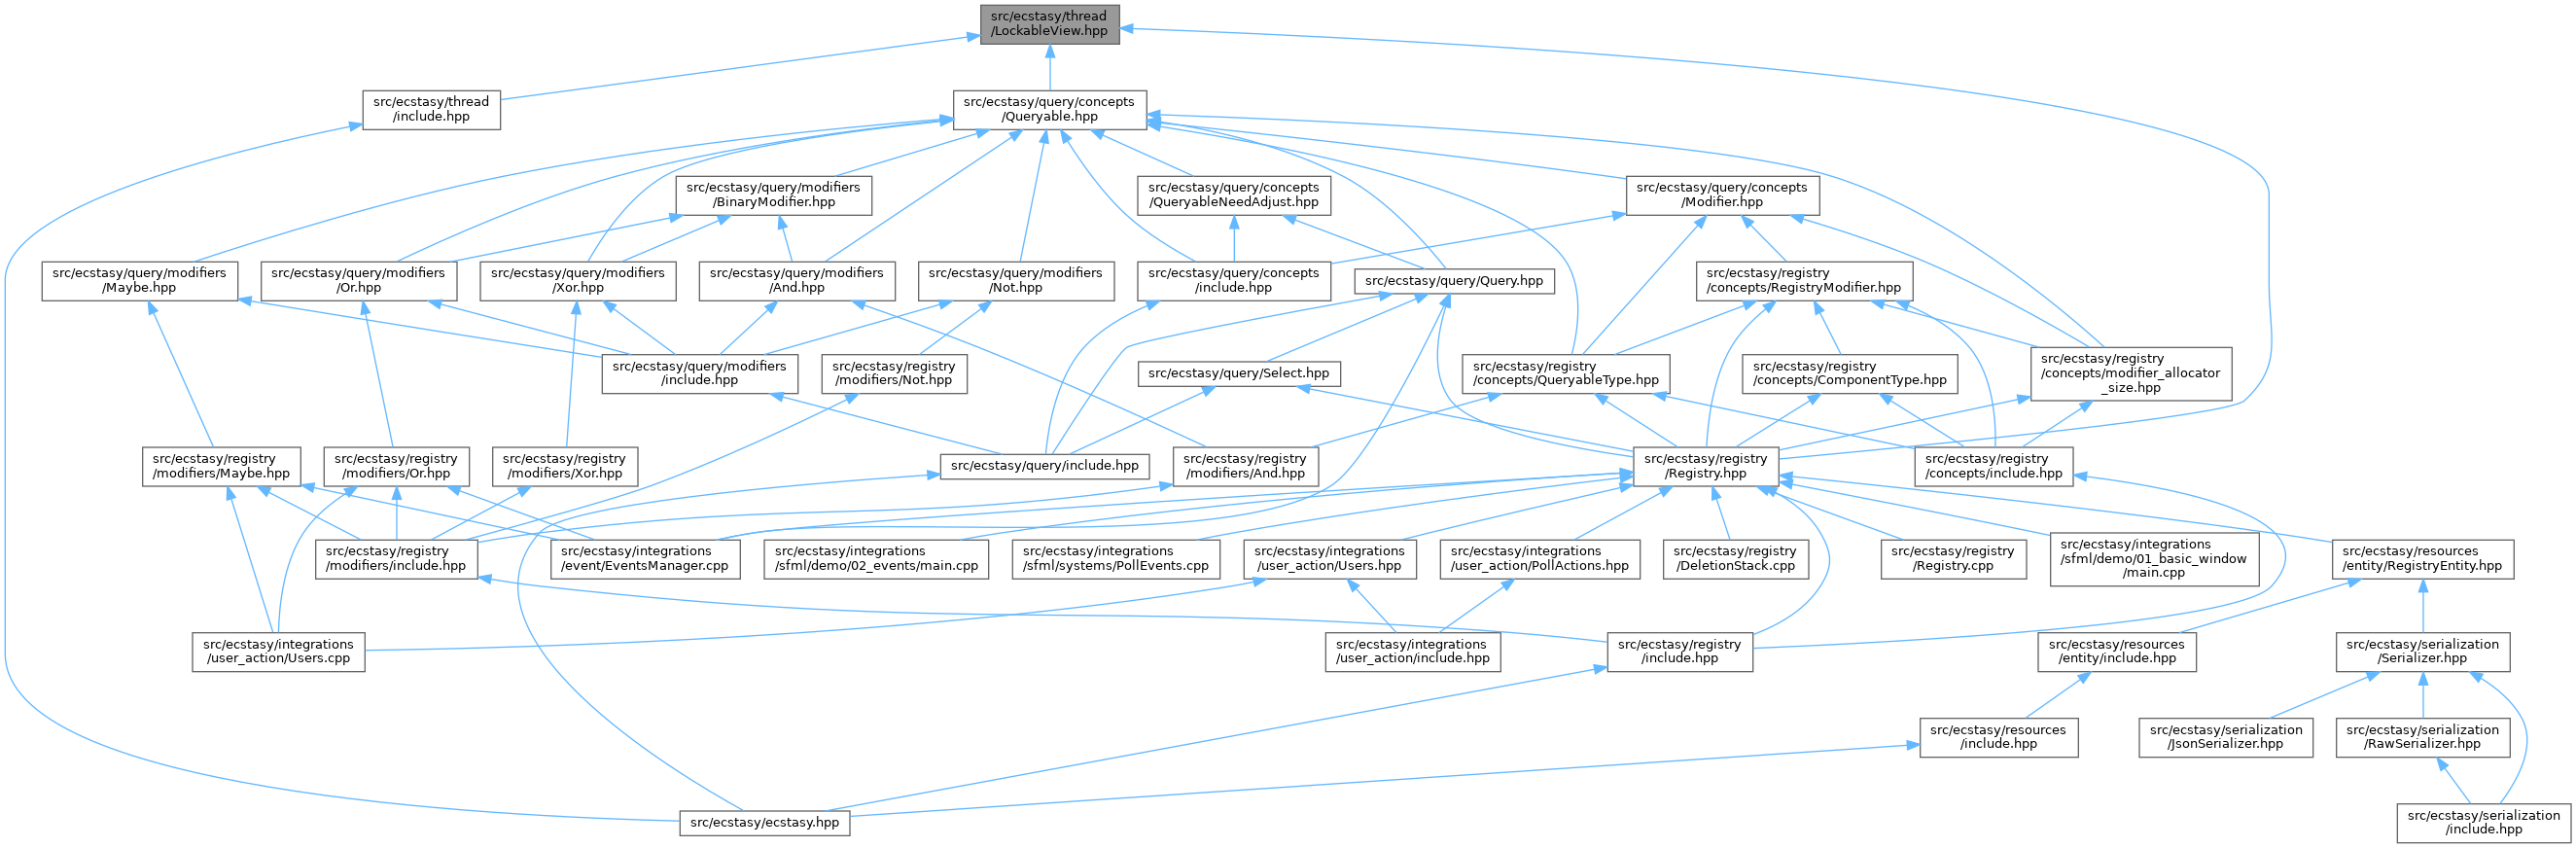 src/ecstasy/thread
/LockableView.hpp
src/ecstasy/thread
/include.hpp
src/ecstasy/query/concepts
/Queryable.hpp
src/ecstasy/query/modifiers
/BinaryModifier.hpp
src/ecstasy/query/concepts
/QueryableNeedAdjust.hpp
src/ecstasy/query/concepts
/Modifier.hpp
src/ecstasy/query/modifiers
/Maybe.hpp
src/ecstasy/query/modifiers
/Or.hpp
src/ecstasy/query/modifiers
/Xor.hpp
src/ecstasy/query/modifiers
/And.hpp
src/ecstasy/query/modifiers
/Not.hpp
src/ecstasy/query/concepts
/include.hpp
src/ecstasy/query/Query.hpp
src/ecstasy/registry
/concepts/RegistryModifier.hpp
src/ecstasy/query/modifiers
/include.hpp
src/ecstasy/registry
/modifiers/Not.hpp
src/ecstasy/query/Select.hpp
src/ecstasy/registry
/concepts/QueryableType.hpp
src/ecstasy/registry
/concepts/ComponentType.hpp
src/ecstasy/registry
/concepts/modifier_allocator
_size.hpp
src/ecstasy/registry
/modifiers/Maybe.hpp
src/ecstasy/registry
/modifiers/Or.hpp
src/ecstasy/registry
/modifiers/Xor.hpp
src/ecstasy/query/include.hpp
src/ecstasy/registry
/modifiers/And.hpp
src/ecstasy/registry
/Registry.hpp
src/ecstasy/registry
/concepts/include.hpp
src/ecstasy/registry
/modifiers/include.hpp
src/ecstasy/integrations
/event/EventsManager.cpp
src/ecstasy/integrations
/sfml/demo/02_events/main.cpp
src/ecstasy/integrations
/sfml/systems/PollEvents.cpp
src/ecstasy/integrations
/user_action/Users.hpp
src/ecstasy/integrations
/user_action/PollActions.hpp
src/ecstasy/registry
/DeletionStack.cpp
src/ecstasy/registry
/Registry.cpp
src/ecstasy/integrations
/sfml/demo/01_basic_window
/main.cpp
src/ecstasy/resources
/entity/RegistryEntity.hpp
src/ecstasy/integrations
/user_action/Users.cpp
src/ecstasy/integrations
/user_action/include.hpp
src/ecstasy/registry
/include.hpp
src/ecstasy/resources
/entity/include.hpp
src/ecstasy/serialization
/Serializer.hpp
src/ecstasy/resources
/include.hpp
src/ecstasy/serialization
/JsonSerializer.hpp
src/ecstasy/serialization
/RawSerializer.hpp
src/ecstasy/ecstasy.hpp
src/ecstasy/serialization
/include.hpp